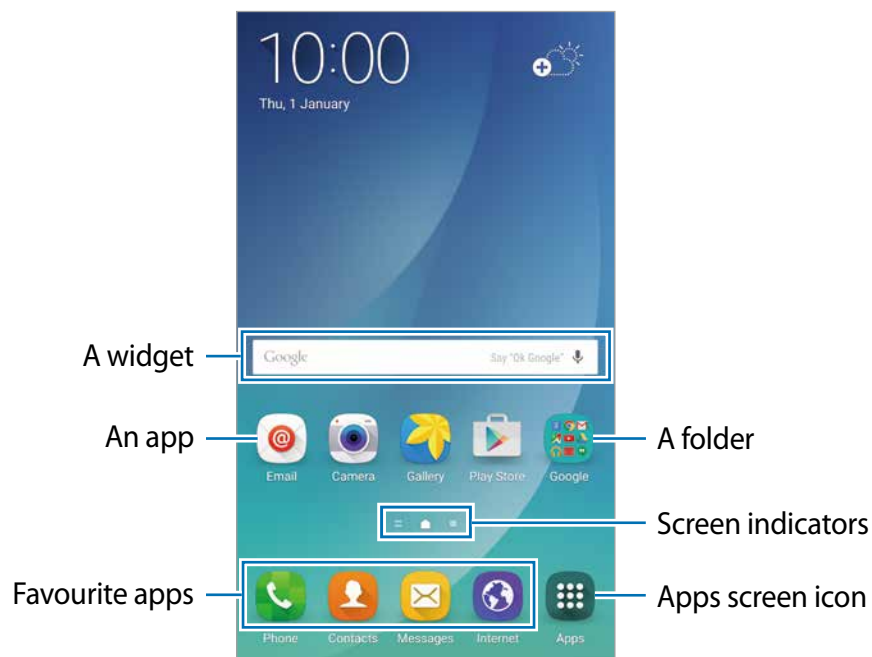 10:00
Thu, 1 January
A widget
Google
Say "Ok Google"
An app
A folder
Email
Camera
Gallery
Play Store
Google
Screen indicators
Favourite apps
Apps screen icon
Phone
Contacts
Messages
Internet
Apps